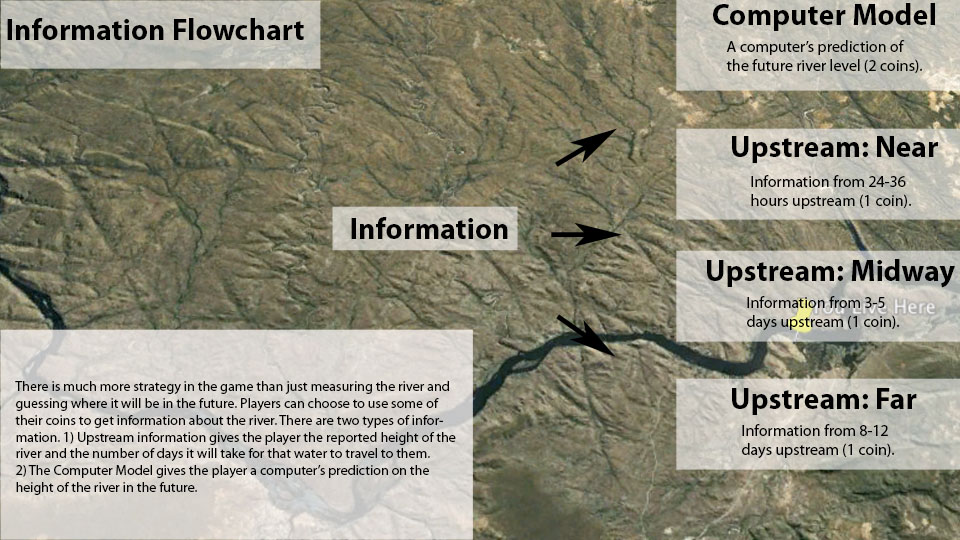 Information Flowchart
Computer Model
A computer's prediction of
the future river level (2 coins).
Upstream: Near
Information from 24-36
hours upstream (1 coin).
Information
Upstream: Midway
Information from 3-5
days upstream (1 coin).
You Live Here
Upstream: Far
Information from 8-12
days upstream (1 coin).
There is much more strategy in the game than just measuring the river and
guessing where it will be in the future. Players can choose to use some of
their coins to get information about the river. There are two types of infor-
mation. 1) Upstream information gives the player the reported height of the
river and the number of days it will take for that water to travel to them.
2) The Computer Model gives the player a computer's prediction on the
height of the river in the future.